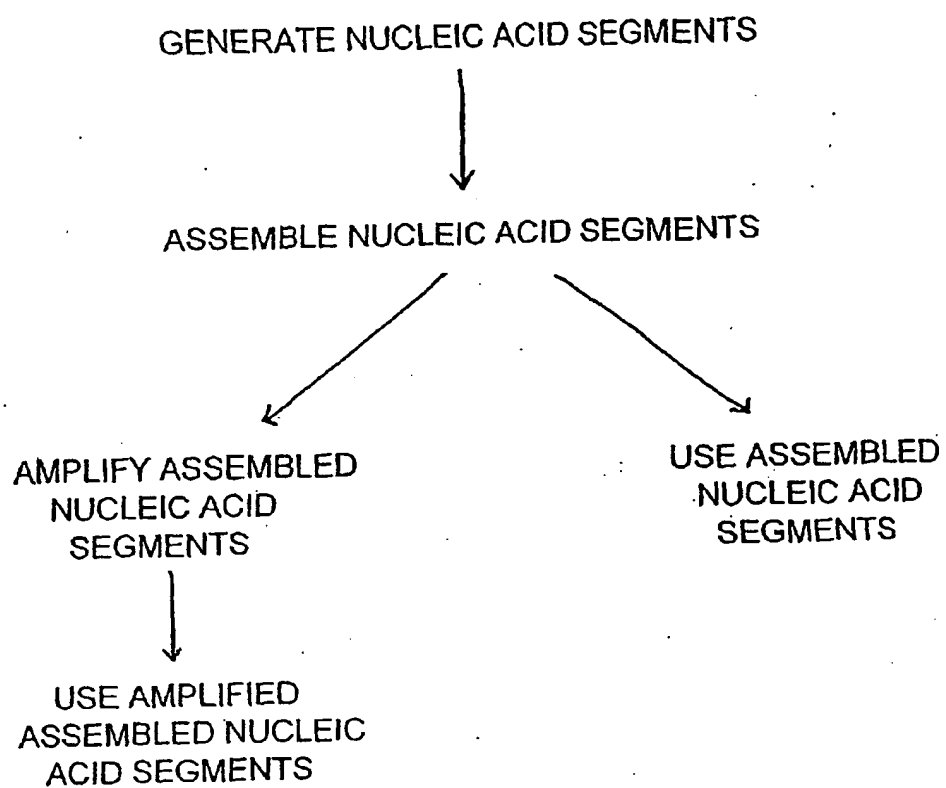 GENERATE NUCLEIC ACID SEGMENTS
ASSEMBLE NUCLEIC ACID SEGMENTS
AMPLIFY ASSEMBLED
NUCLEIC ACID
SEGMENTS
USE ASSEMBLED
NUCLEIC ACID
SEGMENTS
USE AMPLIFIED
ASSEMBLED NUCLEIC
ACID SEGMENTS